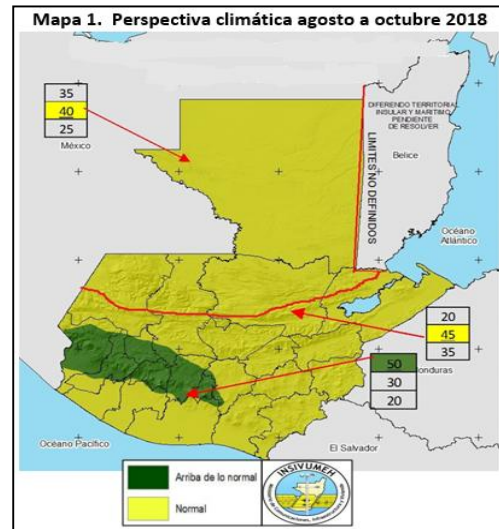 Mapa 1. Perspectiva climática agosto a octubre 2018
35
40
25
México
DIFERENDO TERRITORIAL
INSULAR Y MARITIMO
PENDIENTE
DE RESOLVER
LIMITES NO DEFINIDOS
Belice
Océano
Atlántico
20
45
35
50
30
20
onduras
Océano Pacífico
El Salvador
Arriba de lo normal
Normal
INSIVUMEH